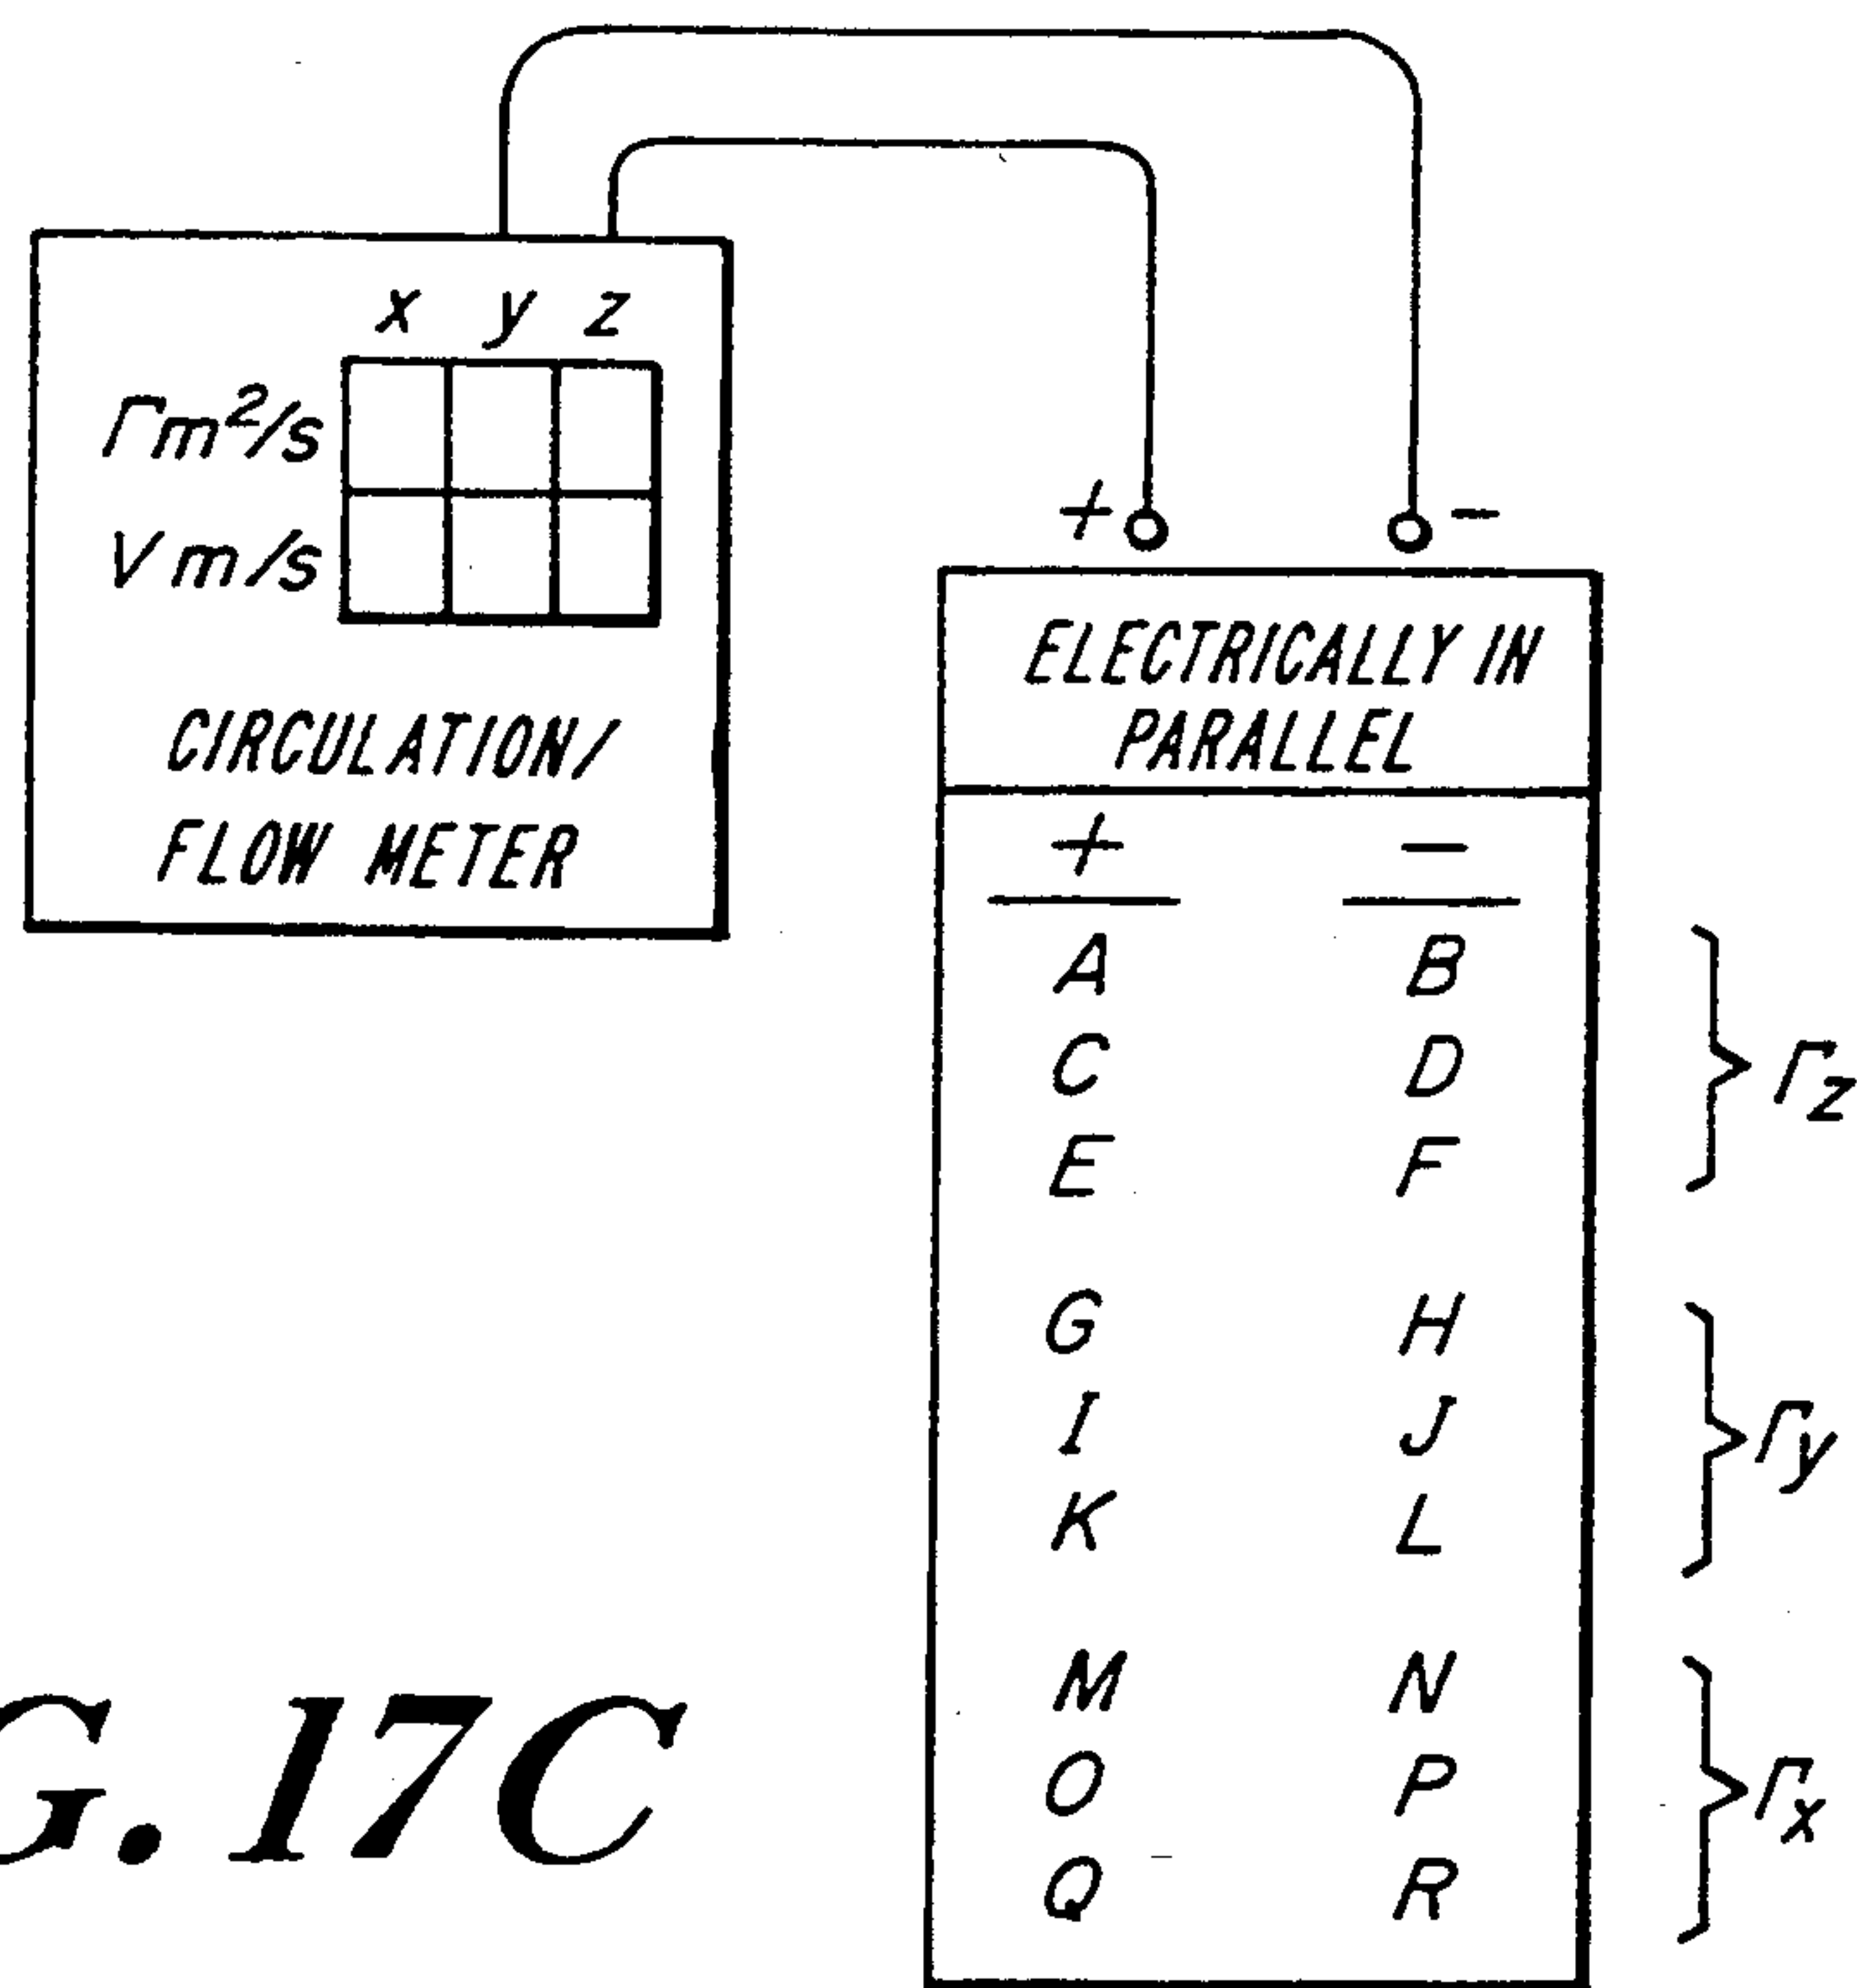 x y z
Γm²/s
V m/s
CIRCULATION/
FLOW METER
+ -
ELECTRICALLY IN
PARALLEL
+ -
A B
C D
E F
Γz
G H
I J
K L
Γy
M N
O P
Q R
Γx
G. 17C